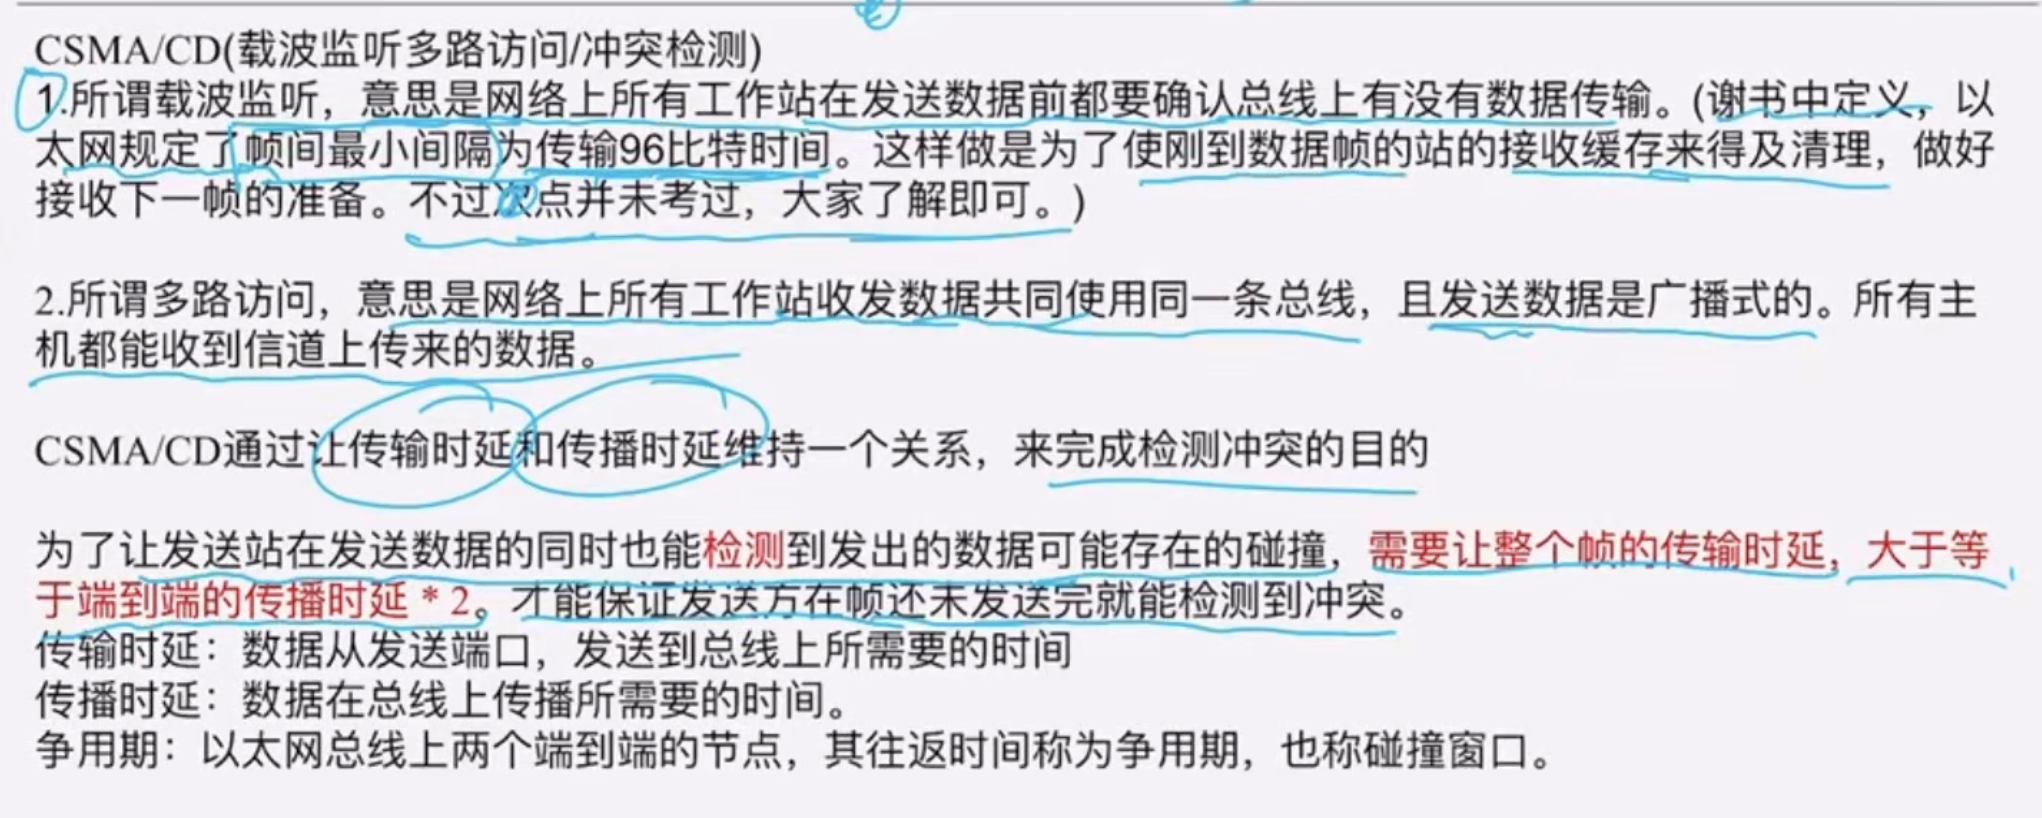 CSMA/CD(载波监听多路访问/冲突检测)
1.所谓载波监听，意思是网络上所有工作站在发送数据前都要确认总线上有没有数据传输。(谢书中定义，以
太网规定了帧间最小间隔为传输96比特时间。这样做是为了使刚到数据帧的站的接收缓存来得及清理，做好
接收下一帧的准备。不过次点并未考过，大家了解即可。)
2.所谓多路访问，意思是网络上所有工作站收发数据共同使用同一条总线，且发送数据是广播式的。所有主
机都能收到信道上传来的数据。
CSMA/CD通过让传输时延和传播时延维持一个关系，来完成检测冲突的目的
为了让发送站在发送数据的同时也能检测到发出的数据可能存在的碰撞，需要让整个帧的传输时延，大于等
于端到端的传播时延 * 2。才能保证发送方在帧还未发送完就能检测到冲突。
传输时延：数据从发送端口，发送到总线上所需要的时间
传播时延：数据在总线上传播所需要的时间。
争用期：以太网总线上两个端到端的节点，其往返时间称为争用期，也称碰撞窗口。